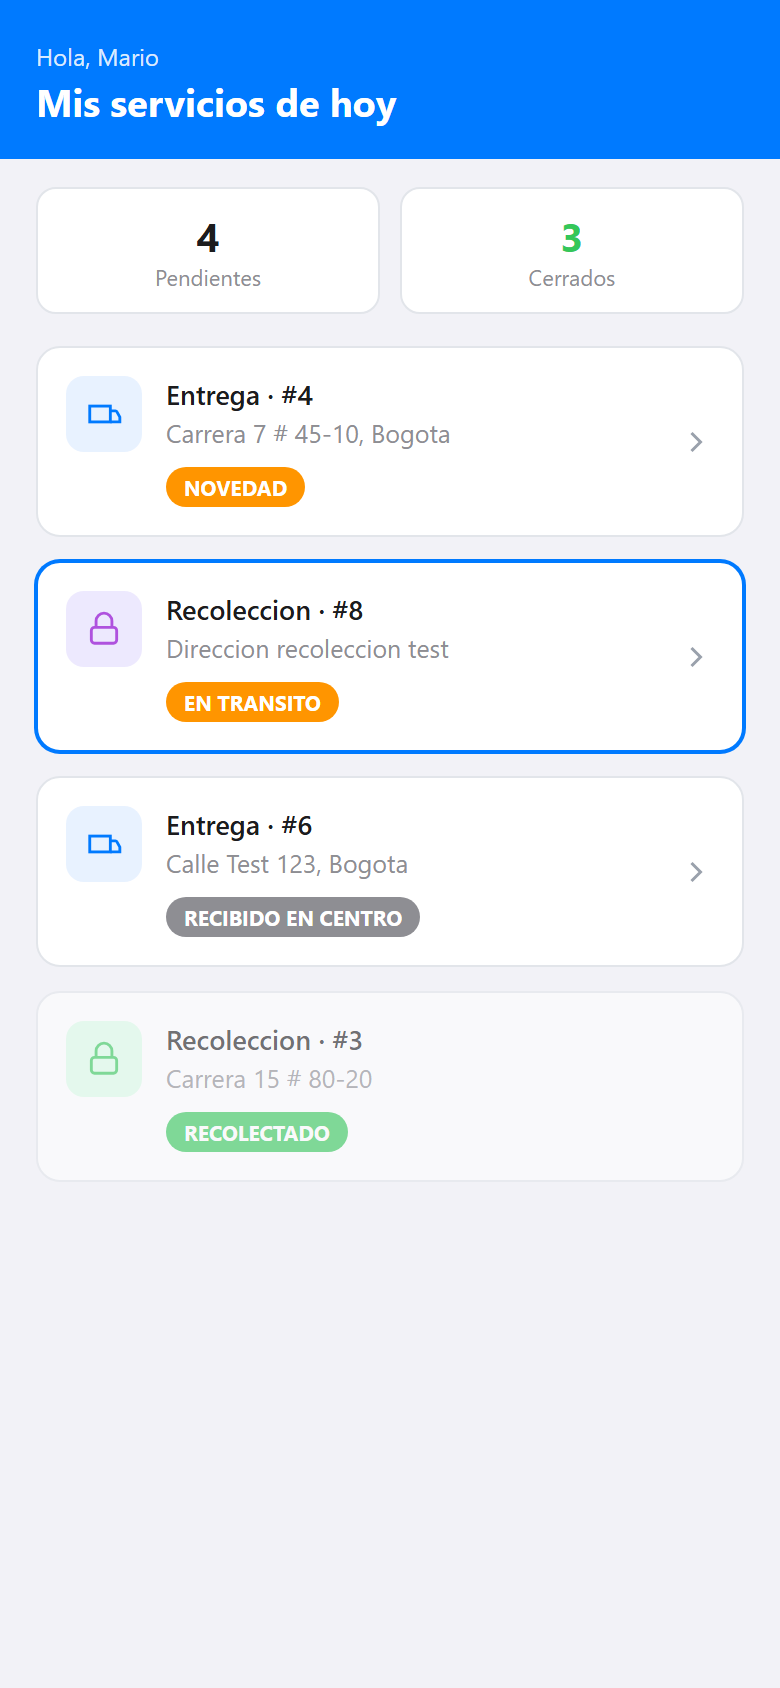 Hola, Mario
Mis servicios de hoy
4
Pendientes
3
Cerrados
Entrega · #4
Carrera 7 # 45-10, Bogota
NOVEDAD
Recoleccion · #8
Direccion recoleccion test
EN TRANSITO
Entrega · #6
Calle Test 123, Bogota
RECIBIDO EN CENTRO
Recoleccion · #3
Carrera 15 # 80-20
RECOLECTADO